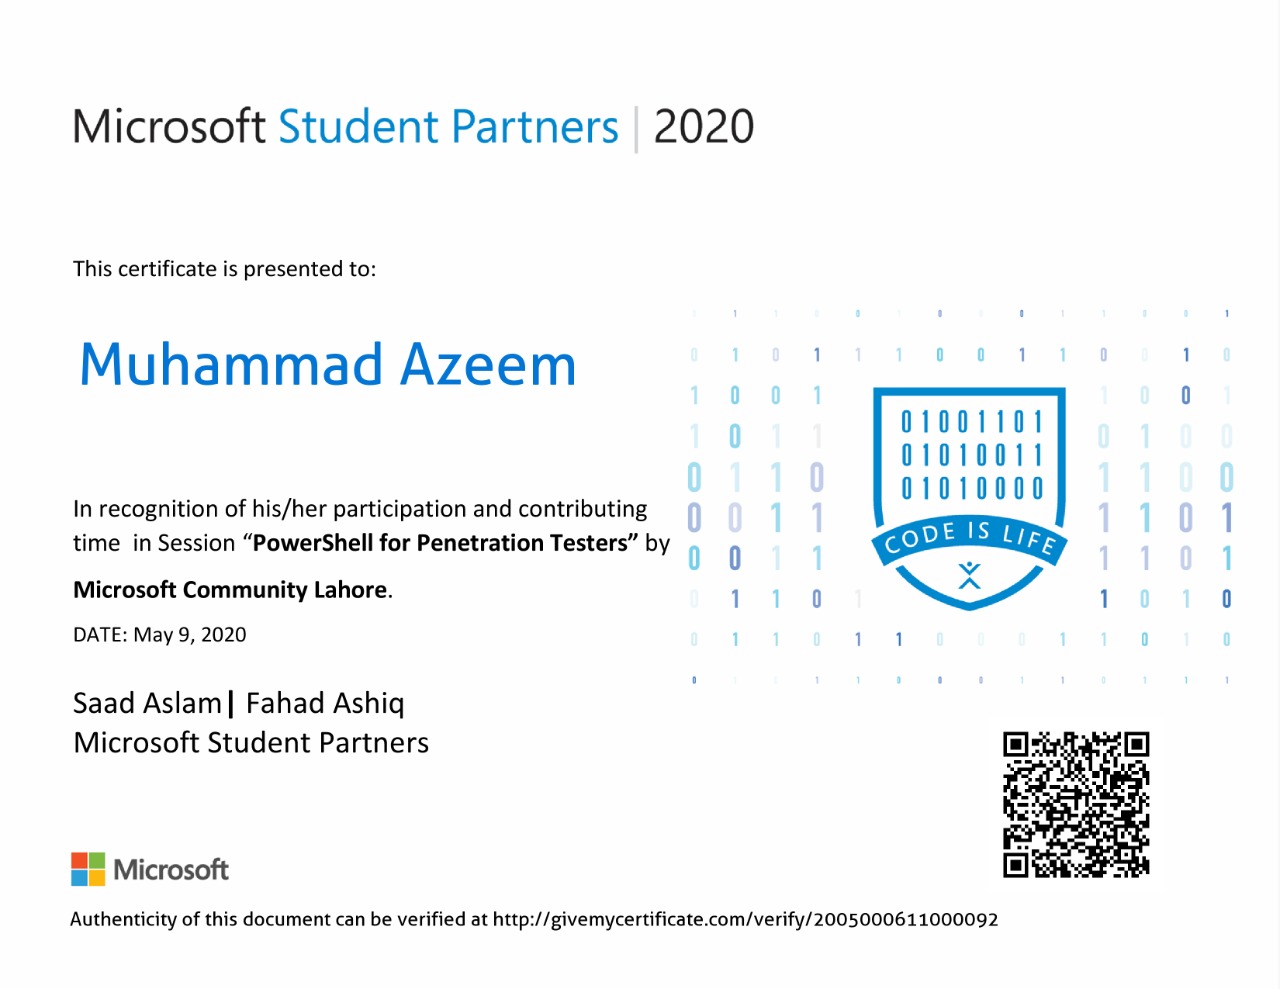 Microsoft Student Partners | 2020
This certificate is presented to:
Muhammad Azeem
In recognition of his/her participation and contributing
time  in Session “PowerShell for Penetration Testers” by
Microsoft Community Lahore.
DATE: May 9, 2020
Saad Aslam| Fahad Ashiq
Microsoft Student Partners
01001101
01010011
01010000
CODE IS LIFE
Microsoft
Authenticity of this document can be verified at http://givemycertificate.com/verify/2005000611000092